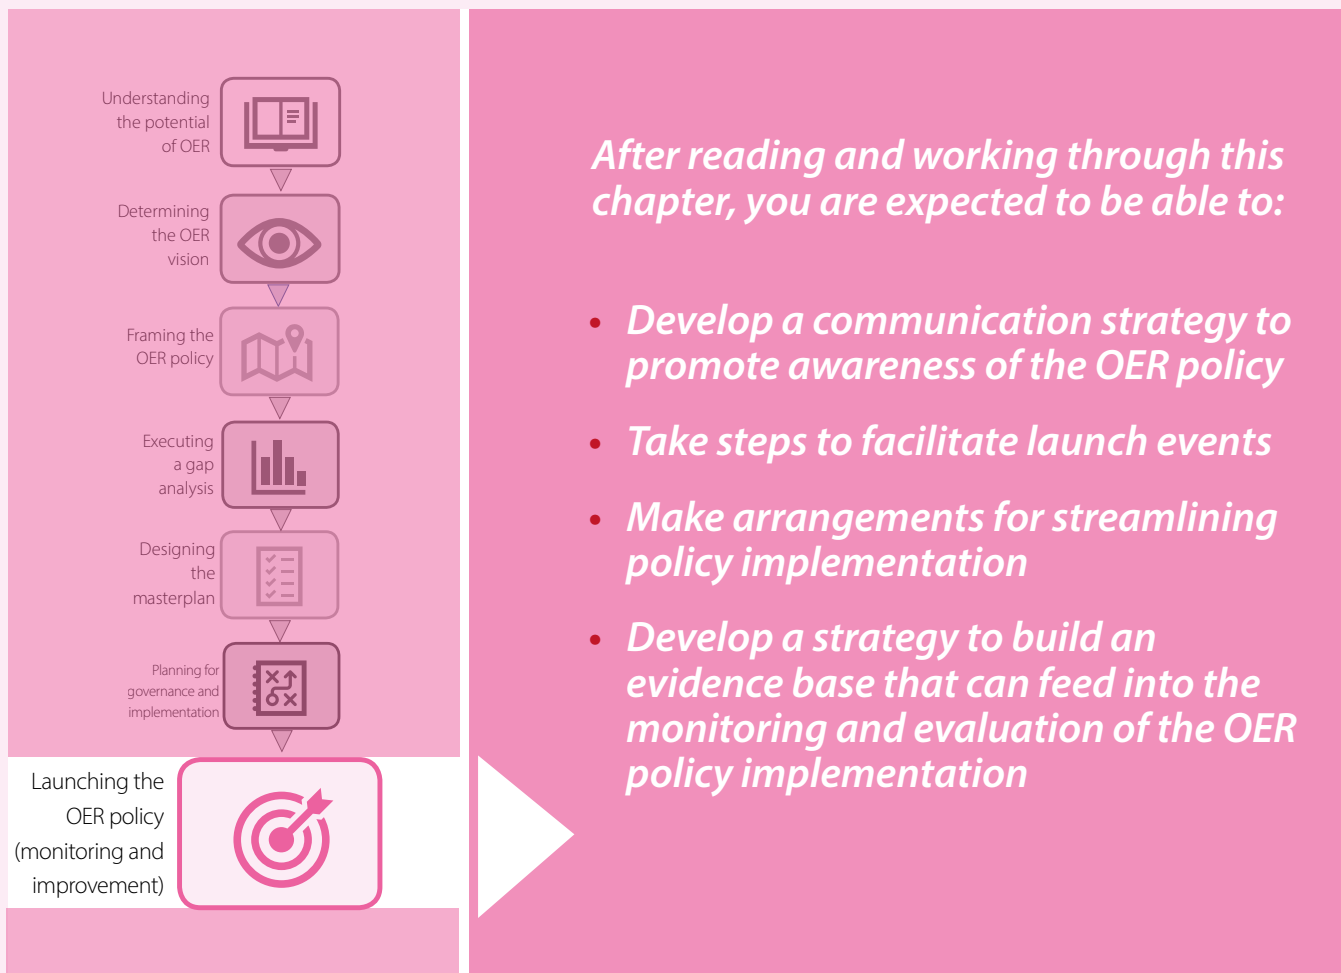 Understanding
the potential
of OER
Determining
the OER
vision
Framing the
OER policy
Executing
a gap
analysis
Designing
the
masterplan
Planning for
governance and
implementation
Launching the
OER policy
(monitoring and
improvement)
After reading and working through this
chapter, you are expected to be able to:
• Develop a communication strategy to
promote awareness of the OER policy
• Take steps to facilitate launch events
• Make arrangements for streamlining
policy implementation
• Develop a strategy to build an
evidence base that can feed into the
monitoring and evaluation of the OER
policy implementation